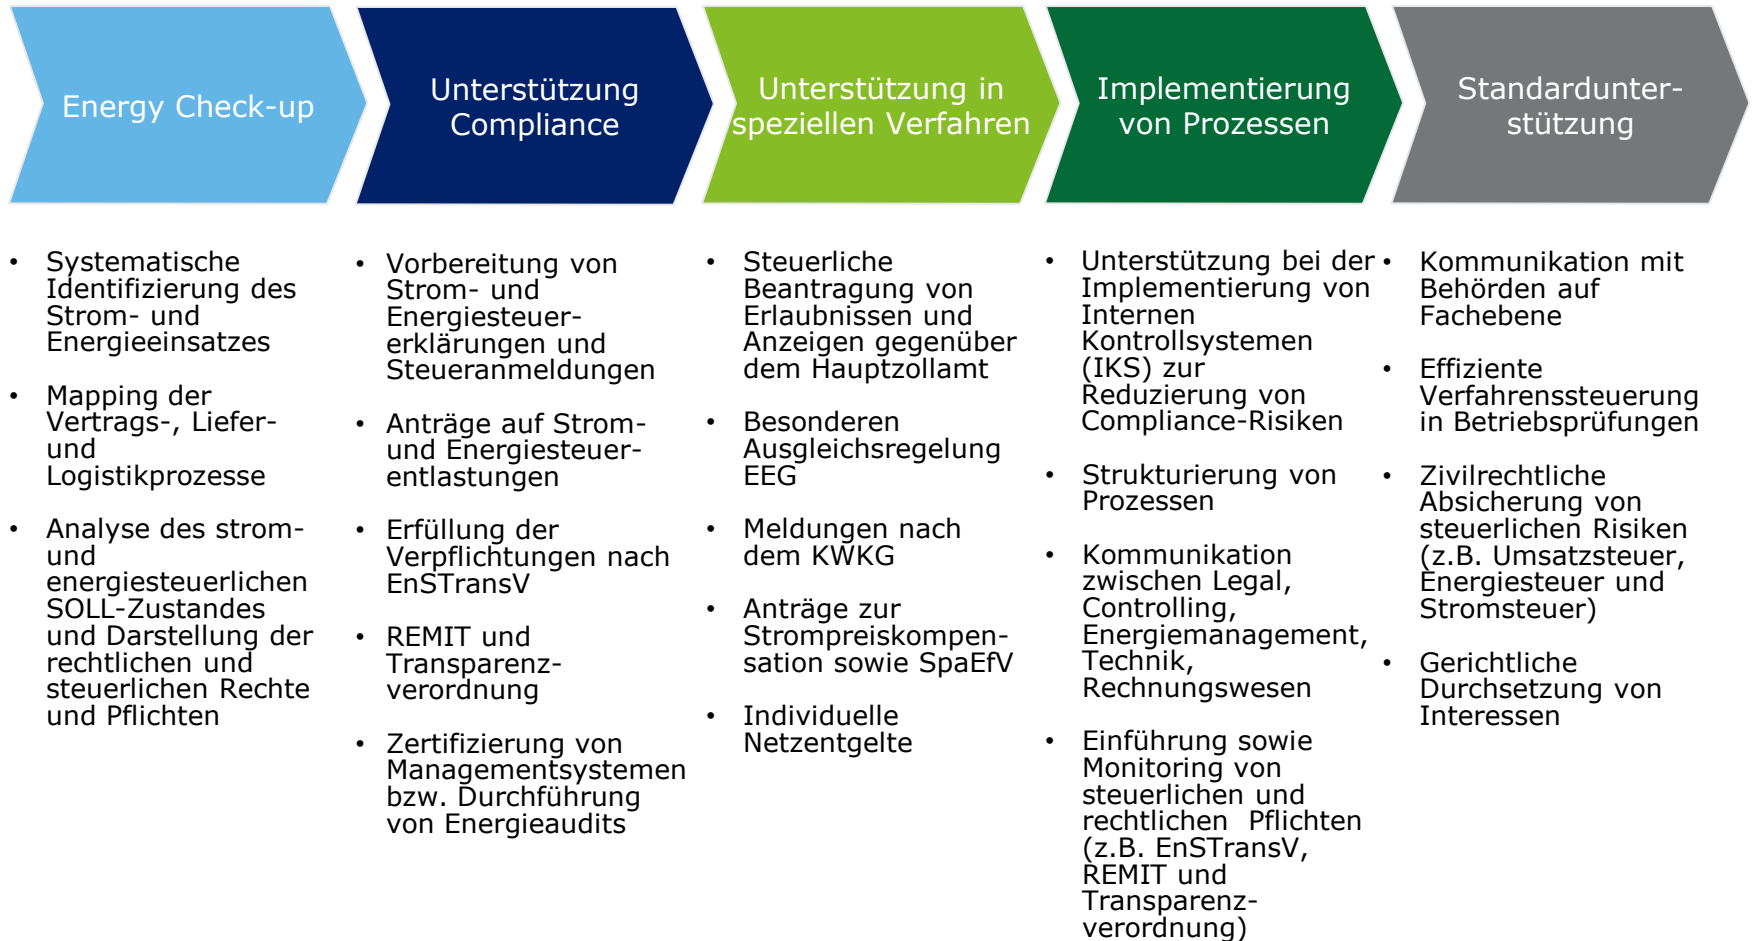 Energy Check-up
Unterstützung
Compliance
Unterstützung in
speziellen Verfahren
Implementierung
von Prozessen
Standardunter-
stützung
• Systematische
Identifizierung des
Strom- und
Energieeinsatzes
• Mapping der
Vertrags-, Liefer-
und
Logistikprozesse
• Analyse des strom-
und
energiesteuerlichen
SOLL-Zustandes
und Darstellung der
rechtlichen und
steuerlichen Rechte
und Pflichten
• Vorbereitung von
Strom- und
Energiesteuer-
erklärungen und
Steueranmeldungen
• Anträge auf Strom-
und Energiesteuer-
entlastungen
• Erfüllung der
Verpflichtungen nach
EnSTransV
• REMIT und
Transparenz-
verordnung
• Zertifizierung von
Managementsystemen
bzw. Durchführung
von Energieaudits
• Steuerliche
Beantragung von
Erlaubnissen und
Anzeigen gegenüber
dem Hauptzollamt
• Besonderen
Ausgleichsregelung
EEG
• Meldungen nach
dem KWKG
• Anträge zur
Strompreiskompen-
sation sowie SpaEfV
• Individuelle
Netzentgelte
• Unterstützung bei der
Implementierung von
Internen
Kontrollsystemen
(IKS) zur
Reduzierung von
Compliance-Risiken
• Strukturierung von
Prozessen
• Kommunikation
zwischen Legal,
Controlling,
Energiemanagement,
Technik,
Rechnungswesen
• Einführung sowie
Monitoring von
steuerlichen und
rechtlichen  Pflichten
(z.B. EnSTransV,
REMIT und
Transparenz-
verordnung)
• Kommunikation mit
Behörden auf
Fachebene
• Effiziente
Verfahrenssteuerung
in Betriebsprüfungen
• Zivilrechtliche
Absicherung von
steuerlichen Risiken
(z.B. Umsatzsteuer,
Energiesteuer und
Stromsteuer)
• Gerichtliche
Durchsetzung von
Interessen